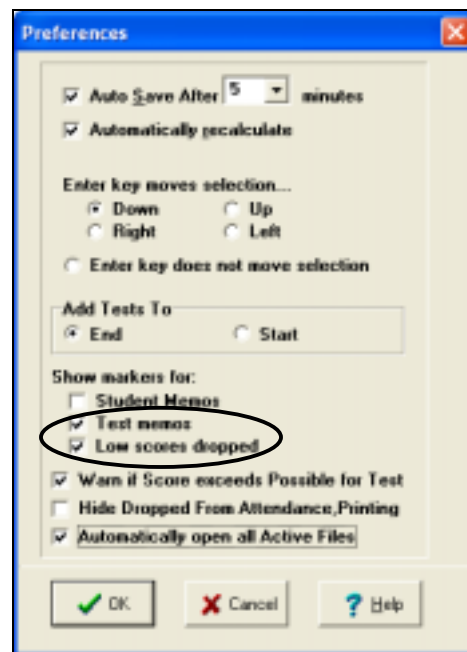 Preferences
Auto Save After 5 minutes
Automatically recalculate
Enter key moves selection...
Down Up
Right Left
Enter key does not move selection
Add Tests To
End Start
Show markers for:
Student Memos
Test memos
Low scores dropped
Warn if Score exceeds Possible for Test
Hide Dropped From Attendance,Printing
Automatically open all Active Files
OK Cancel ? Help